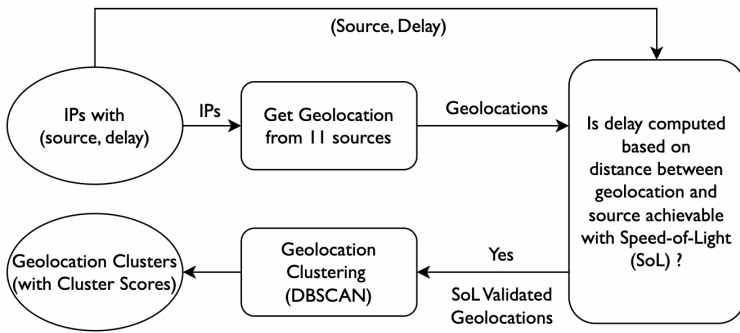 (Source, Delay)
IPs with
(source, delay)
IPs
Get Geolocation
from 11 sources
Geolocations
Is delay computed
based on
distance between
geolocation and
source achievable
with Speed-of-Light
(SoL) ?
Geolocation Clusters
(with Cluster Scores)
Geolocation
Clustering
(DBSCAN)
Yes
SoL Validated
Geolocations